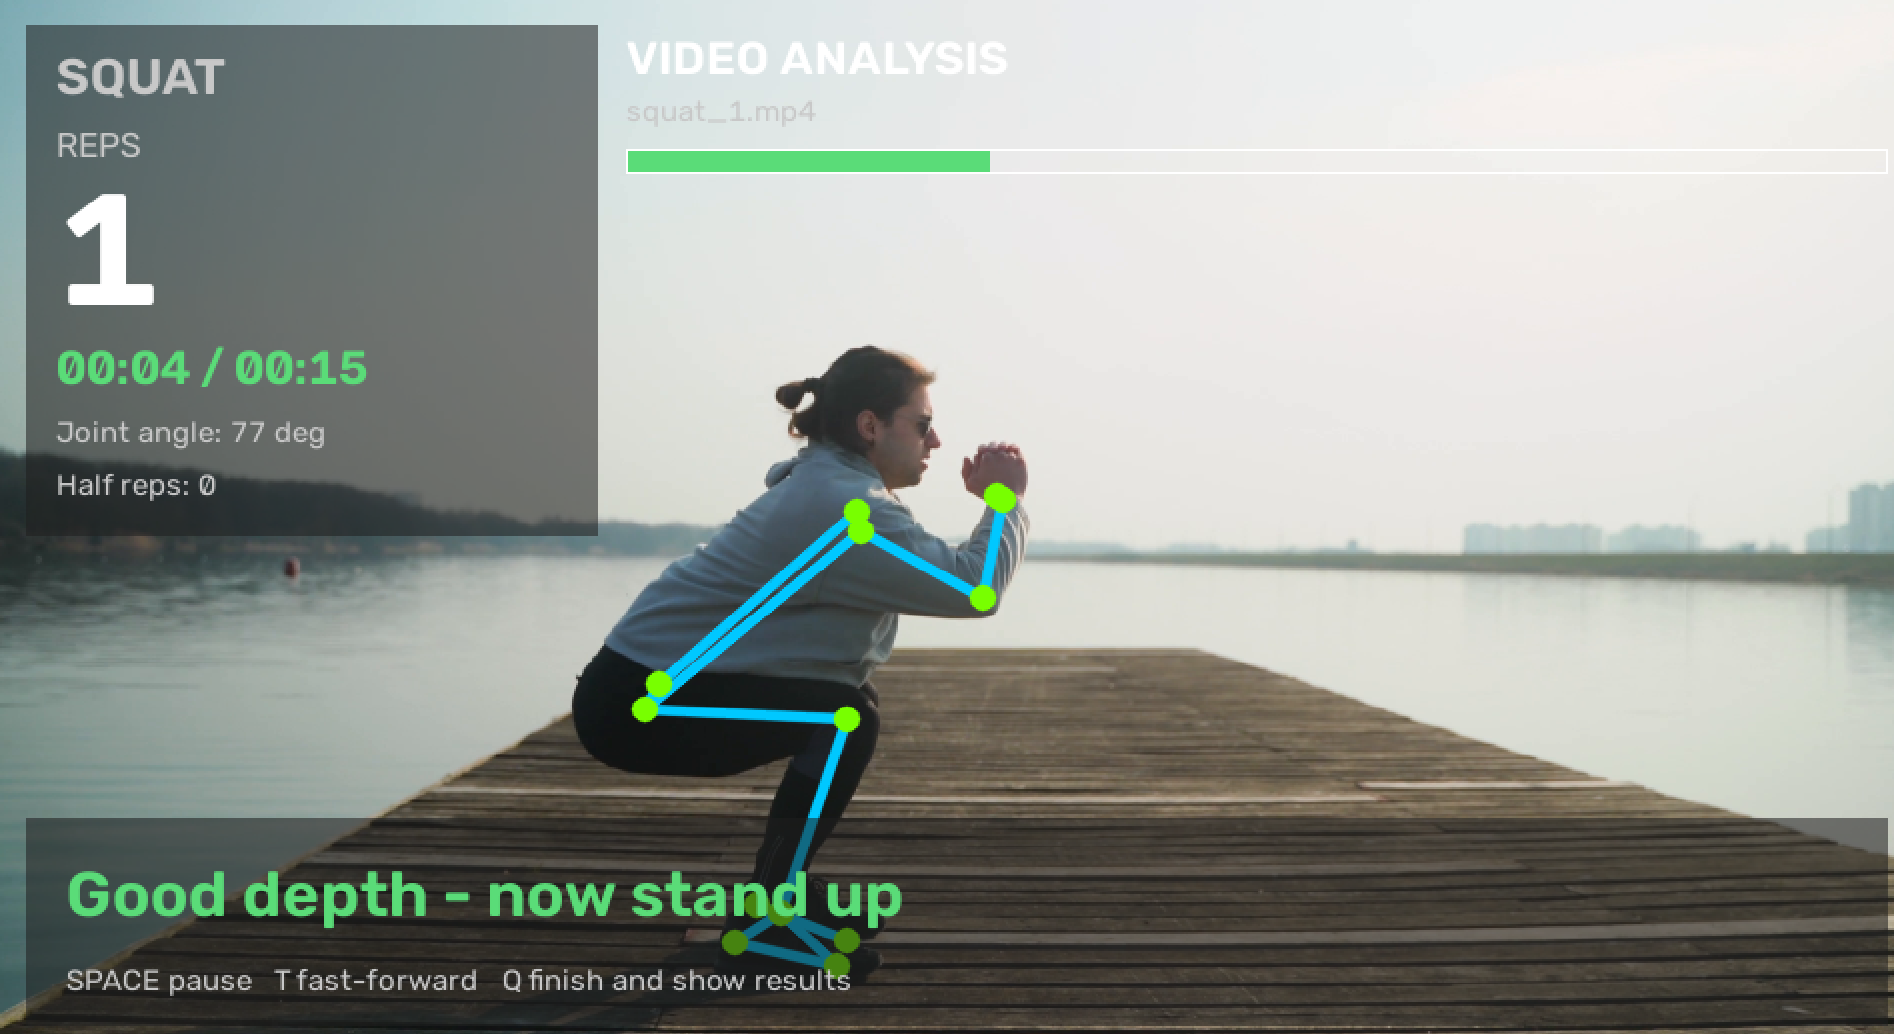 SQUAT
REPS
1
00:04 / 00:15
Joint angle: 77 deg
Half reps: 0
VIDEO ANALYSIS
squat_1.mp4
Good depth - now stand up
SPACE pause T fast-forward Q finish and show results